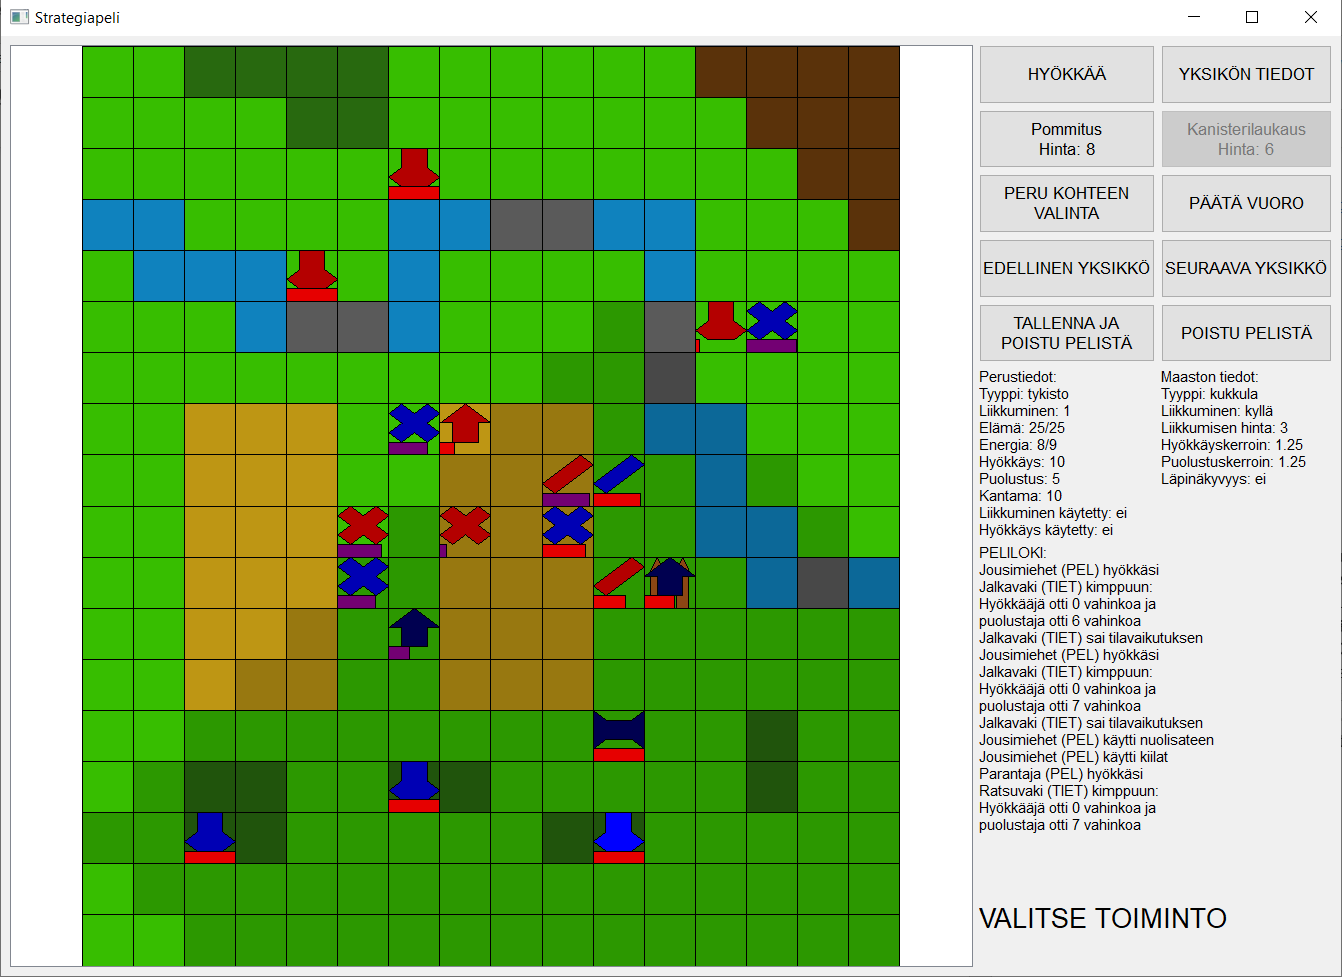 Strategiapeli
HYÖKKÄÄ
YKSIKÖN TIEDOT
Pommitus
Hinta: 8
Kanisterilaukaus
Hinta: 6
PERU KOHTEEN
VALINTA
PÄÄTÄ VUORO
EDELLINEN YKSIKKÖ
SEURAAVA YKSIKKÖ
TALLENNA JA
POISTU PELISTÄ
POISTU PELISTÄ
Perustiedot:
Tyyppi: tykisto
Liikkuminen: 1
Elämä: 25/25
Energia: 8/9
Hyökkäys: 10
Puolustus: 5
Kantama: 10
Liikkuminen käytetty: ei
Hyökkäys käytetty: ei
Maaston tiedot:
Tyyppi: kukkula
Liikkuminen: kyllä
Liikkumisen hinta: 3
Hyökkäyskerroin: 1.25
Puolustuskerroin: 1.25
Läpinäkyvyys: ei
PELILOKI:
Jousimiehet (PEL) hyökkäsi
Jalkavaki (TIET) kimppuun:
Hyökkääjä otti 0 vahinkoa ja
puolustaja otti 6 vahinkoa
Jalkavaki (TIET) sai tilavaikutuksen
Jousimiehet (PEL) hyökkäsi
Jalkavaki (TIET) kimppuun:
Hyökkääjä otti 0 vahinkoa ja
puolustaja otti 7 vahinkoa
Jalkavaki (TIET) sai tilavaikutuksen
Jousimiehet (PEL) käytti nuolisateen
Jousimiehet (PEL) käytti kiilat
Parantaja (PEL) hyökkäsi
Ratsuvaki (TIET) kimppuun:
Hyökkääjä otti 0 vahinkoa ja
puolustaja otti 7 vahinkoa
VALITSE TOIMINTO